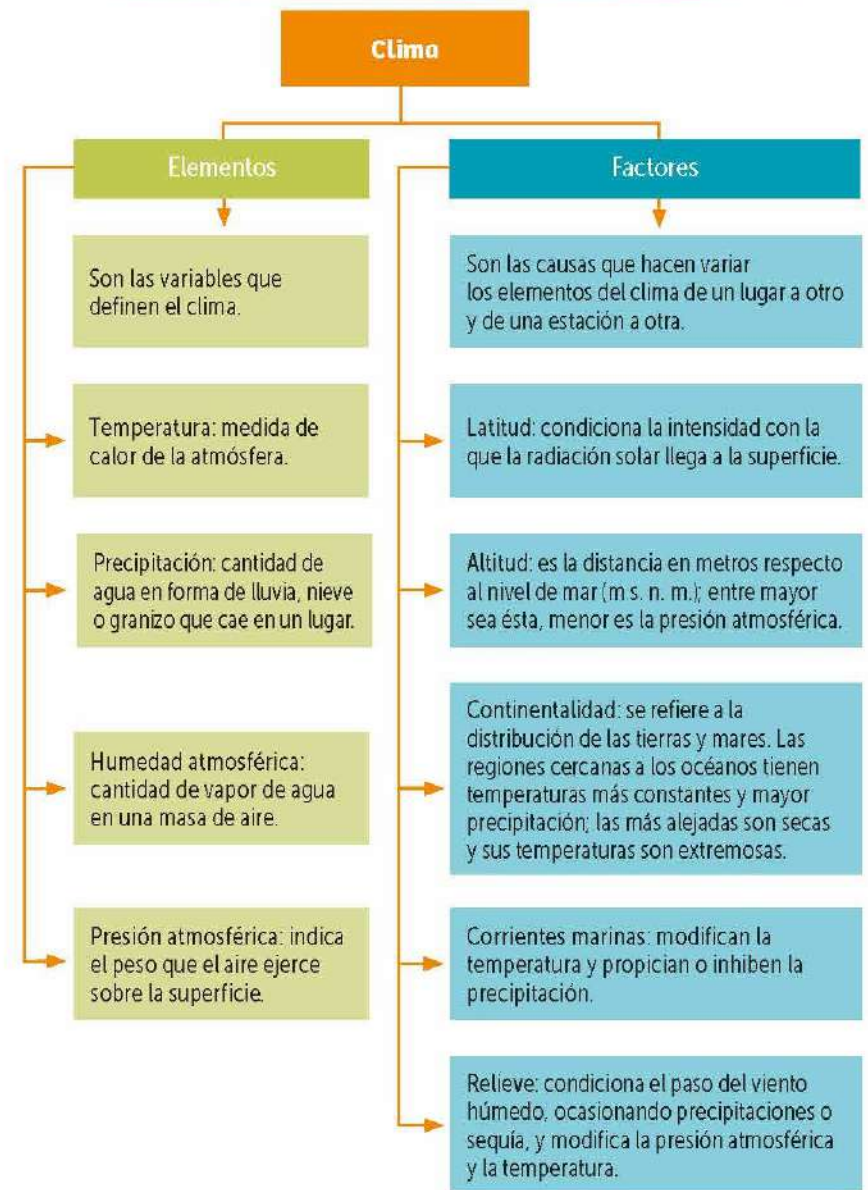 Clima
Elementos
Son las variables que
definen el clima.
Temperatura: medida de
calor de la atmósfera.
Precipitación: cantidad de
agua en forma de lluvia, nieve
o granizo que cae en un lugar.
Humedad atmosférica:
cantidad de vapor de agua
en una masa de aire.
Presión atmosférica: indica
el peso que el aire ejerce
sobre la superficie.
Factores
Son las causas que hacen variar
los elementos del clima de un lugar a otro
y de una estación a otra.
Latitud: condiciona la intensidad con la
que la radiación solar llega a la superficie.
Altitud: es la distancia en metros respecto
al nivel de mar (m s. n. m.); entre mayor
sea ésta, menor es la presión atmosférica.
Continentalidad: se refiere a la
distribución de las tierras y mares. Las
regiones cercanas a los océanos tienen
temperaturas más constantes y mayor
precipitación; las más alejadas son secas
y sus temperaturas son extremosas.
Corrientes marinas: modifican la
temperatura y propician o inhiben la
precipitación.
Relieve: condiciona el paso del viento
húmedo, ocasionando precipitaciones o
sequía, y modifica la presión atmosférica
y la temperatura.